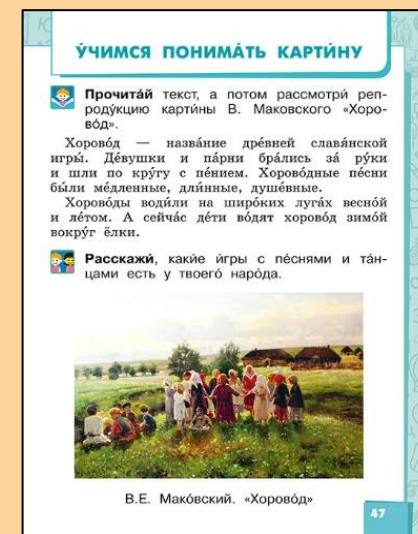 У́ЧИМСЯ ПОНИМА́ТЬ КАРТИ́НУ
Прочита́й текст, а потом рассмотри́ реп-
роду́кцию карти́ны В. Маковского «Хоро-
во́д».
Хорово́д — назва́ние дре́вней славя́нской
игры́. Де́вушки и па́рни бра́лись за́ руки
и шли по кру́гу с пе́нием. Хорово́дные пе́сни
бы́ли ме́дленные, дли́нные, душе́вные.
Хорово́ды води́ли на широ́ких луга́х весно́й
и ле́том. А сейча́с де́ти во́дят хорово́д зимо́й
вокру́г ёлки.
Расскажи́, каки́е и́гры с пе́снями и та́н-
цами есть у твоего́ наро́да.
В.Е. Мако́вский. «Хорово́д»
47